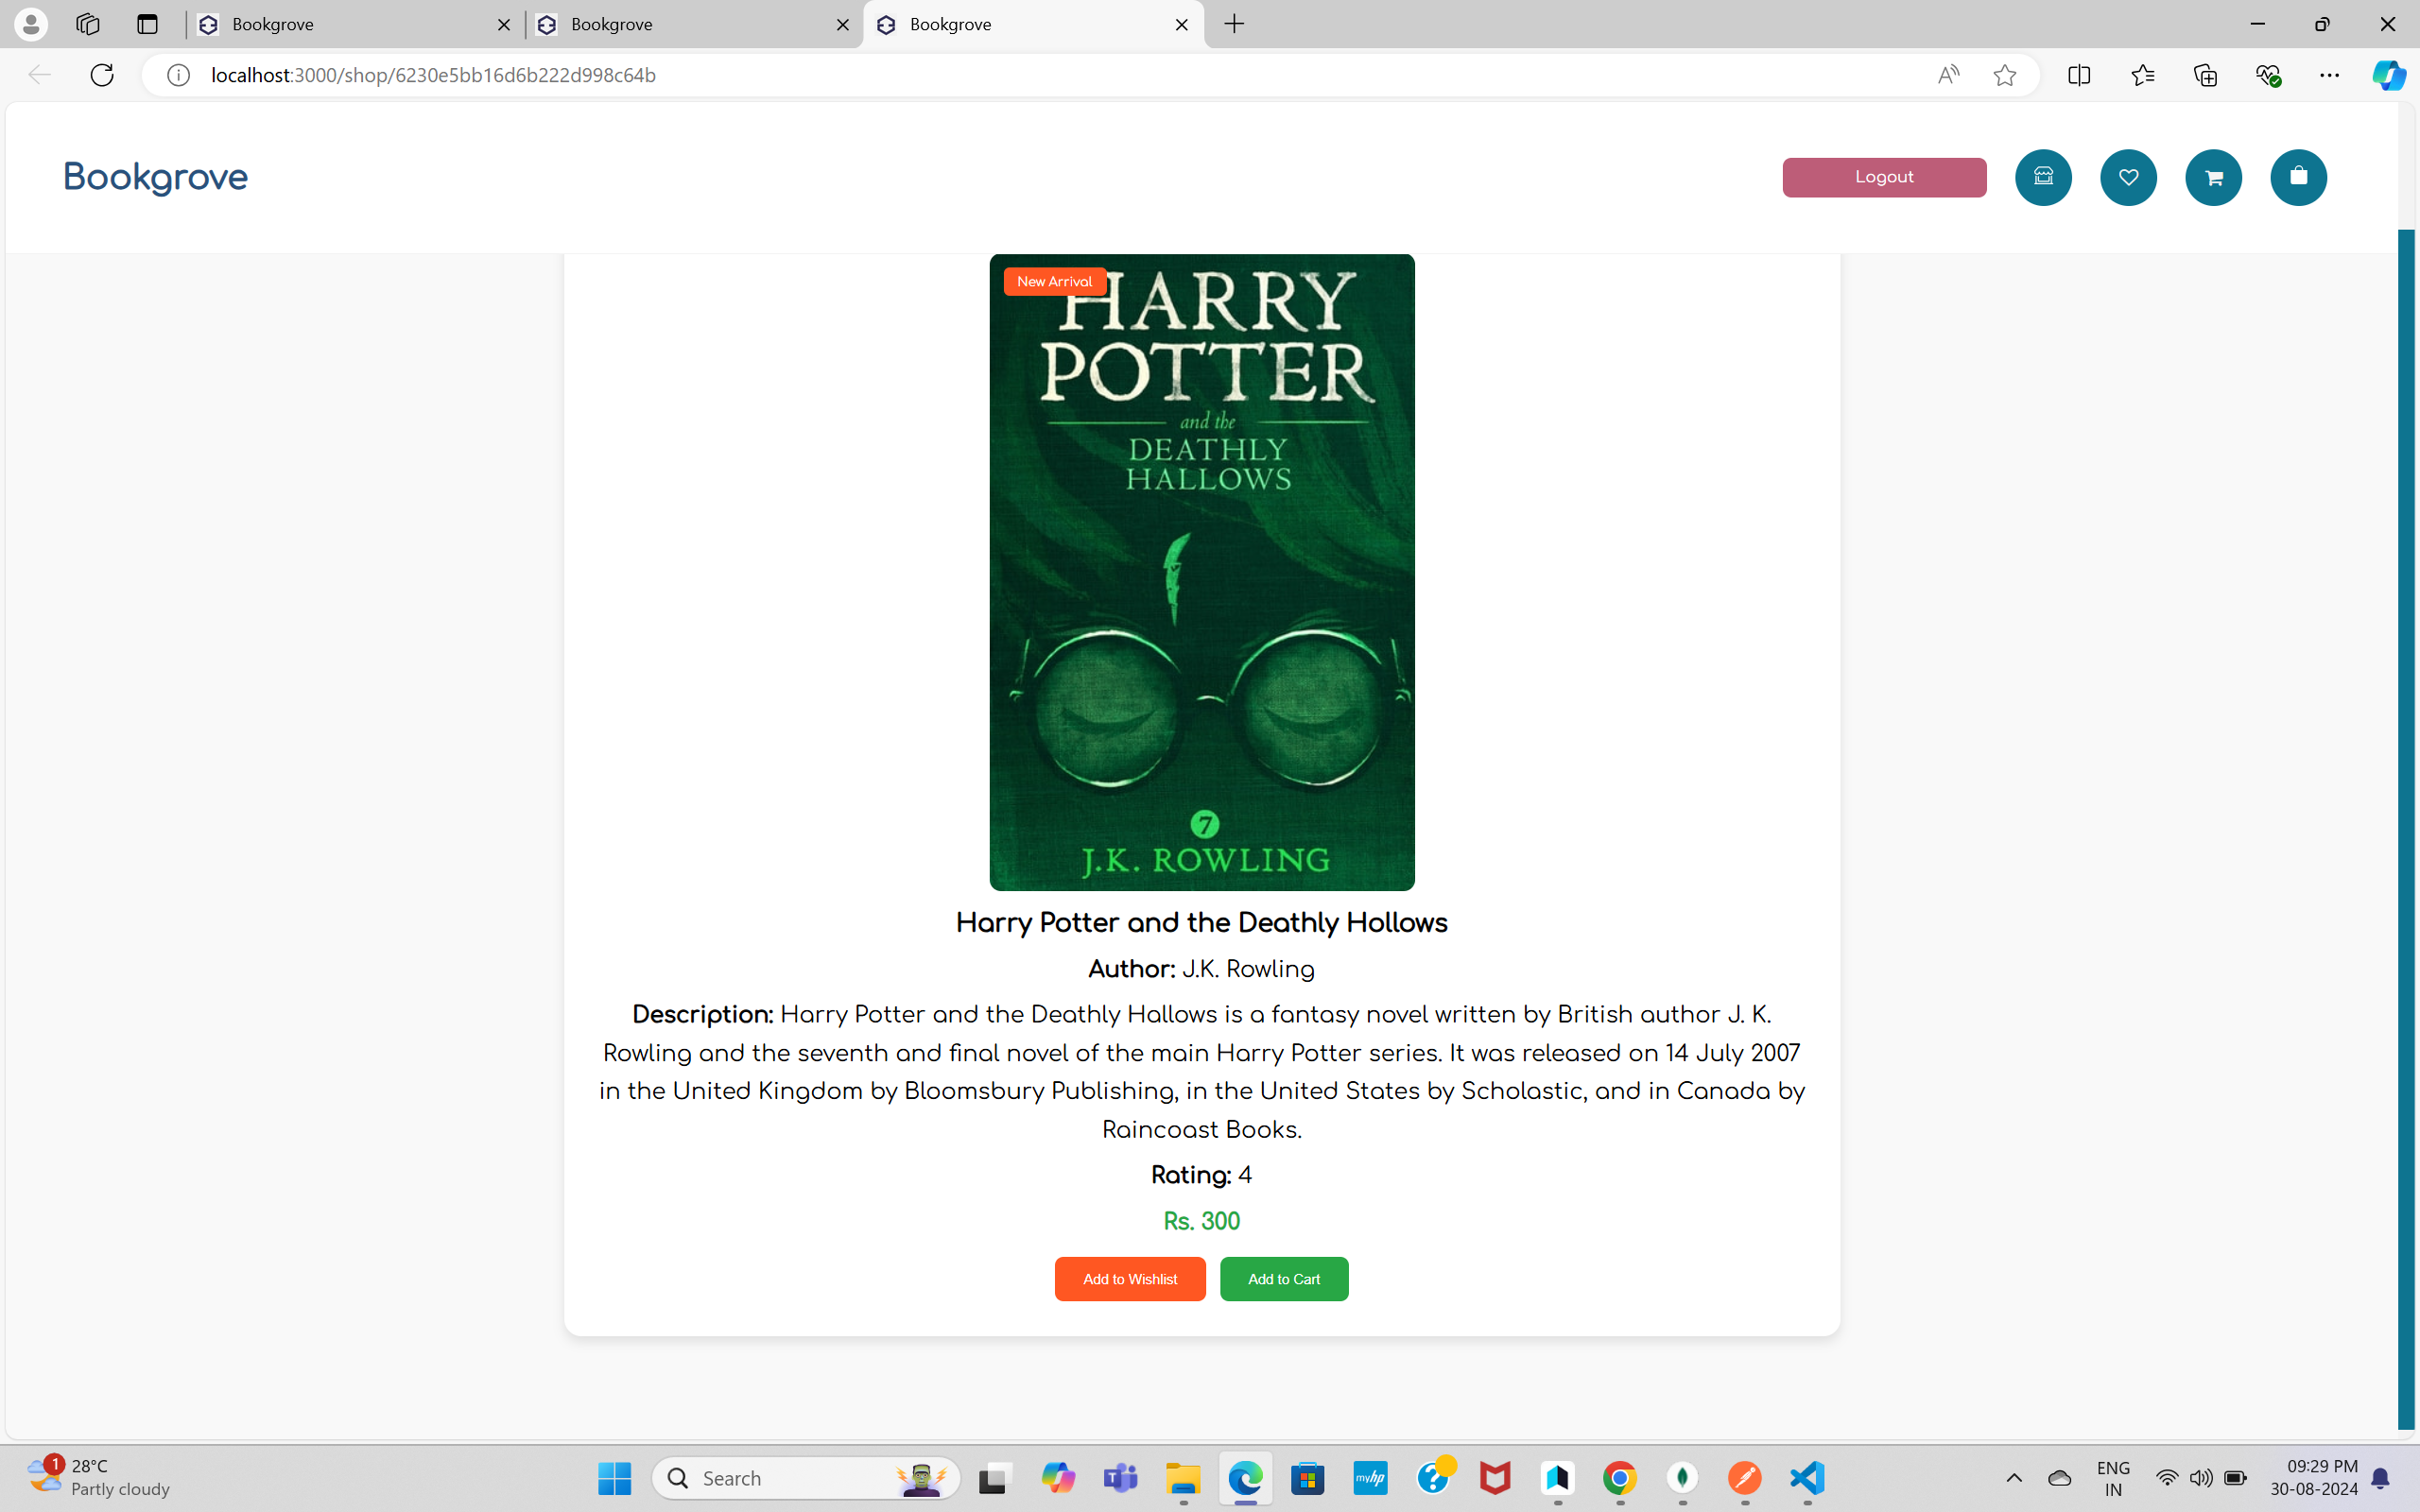 Bookgrove
Bookgrove
Bookgrove
localhost:3000/shop/6230e5bb16d6b222d998c64b
Bookgrove
Logout
New Arrival
HARRY
POTTER
and the
DEATHLY
HALLOWS
7
J.K. ROWLING
Harry Potter and the Deathly Hollows
Author: J.K. Rowling
Description: Harry Potter and the Deathly Hallows is a fantasy novel written by British author J. K.
Rowling and the seventh and final novel of the main Harry Potter series. It was released on 14 July 2007
in the United Kingdom by Bloomsbury Publishing, in the United States by Scholastic, and in Canada by
Raincoast Books.
Rating: 4
Rs. 300
Add to Wishlist
Add to Cart
1
28°C
Partly cloudy
Search
myhp
ENG
IN
09:29 PM
30-08-2024